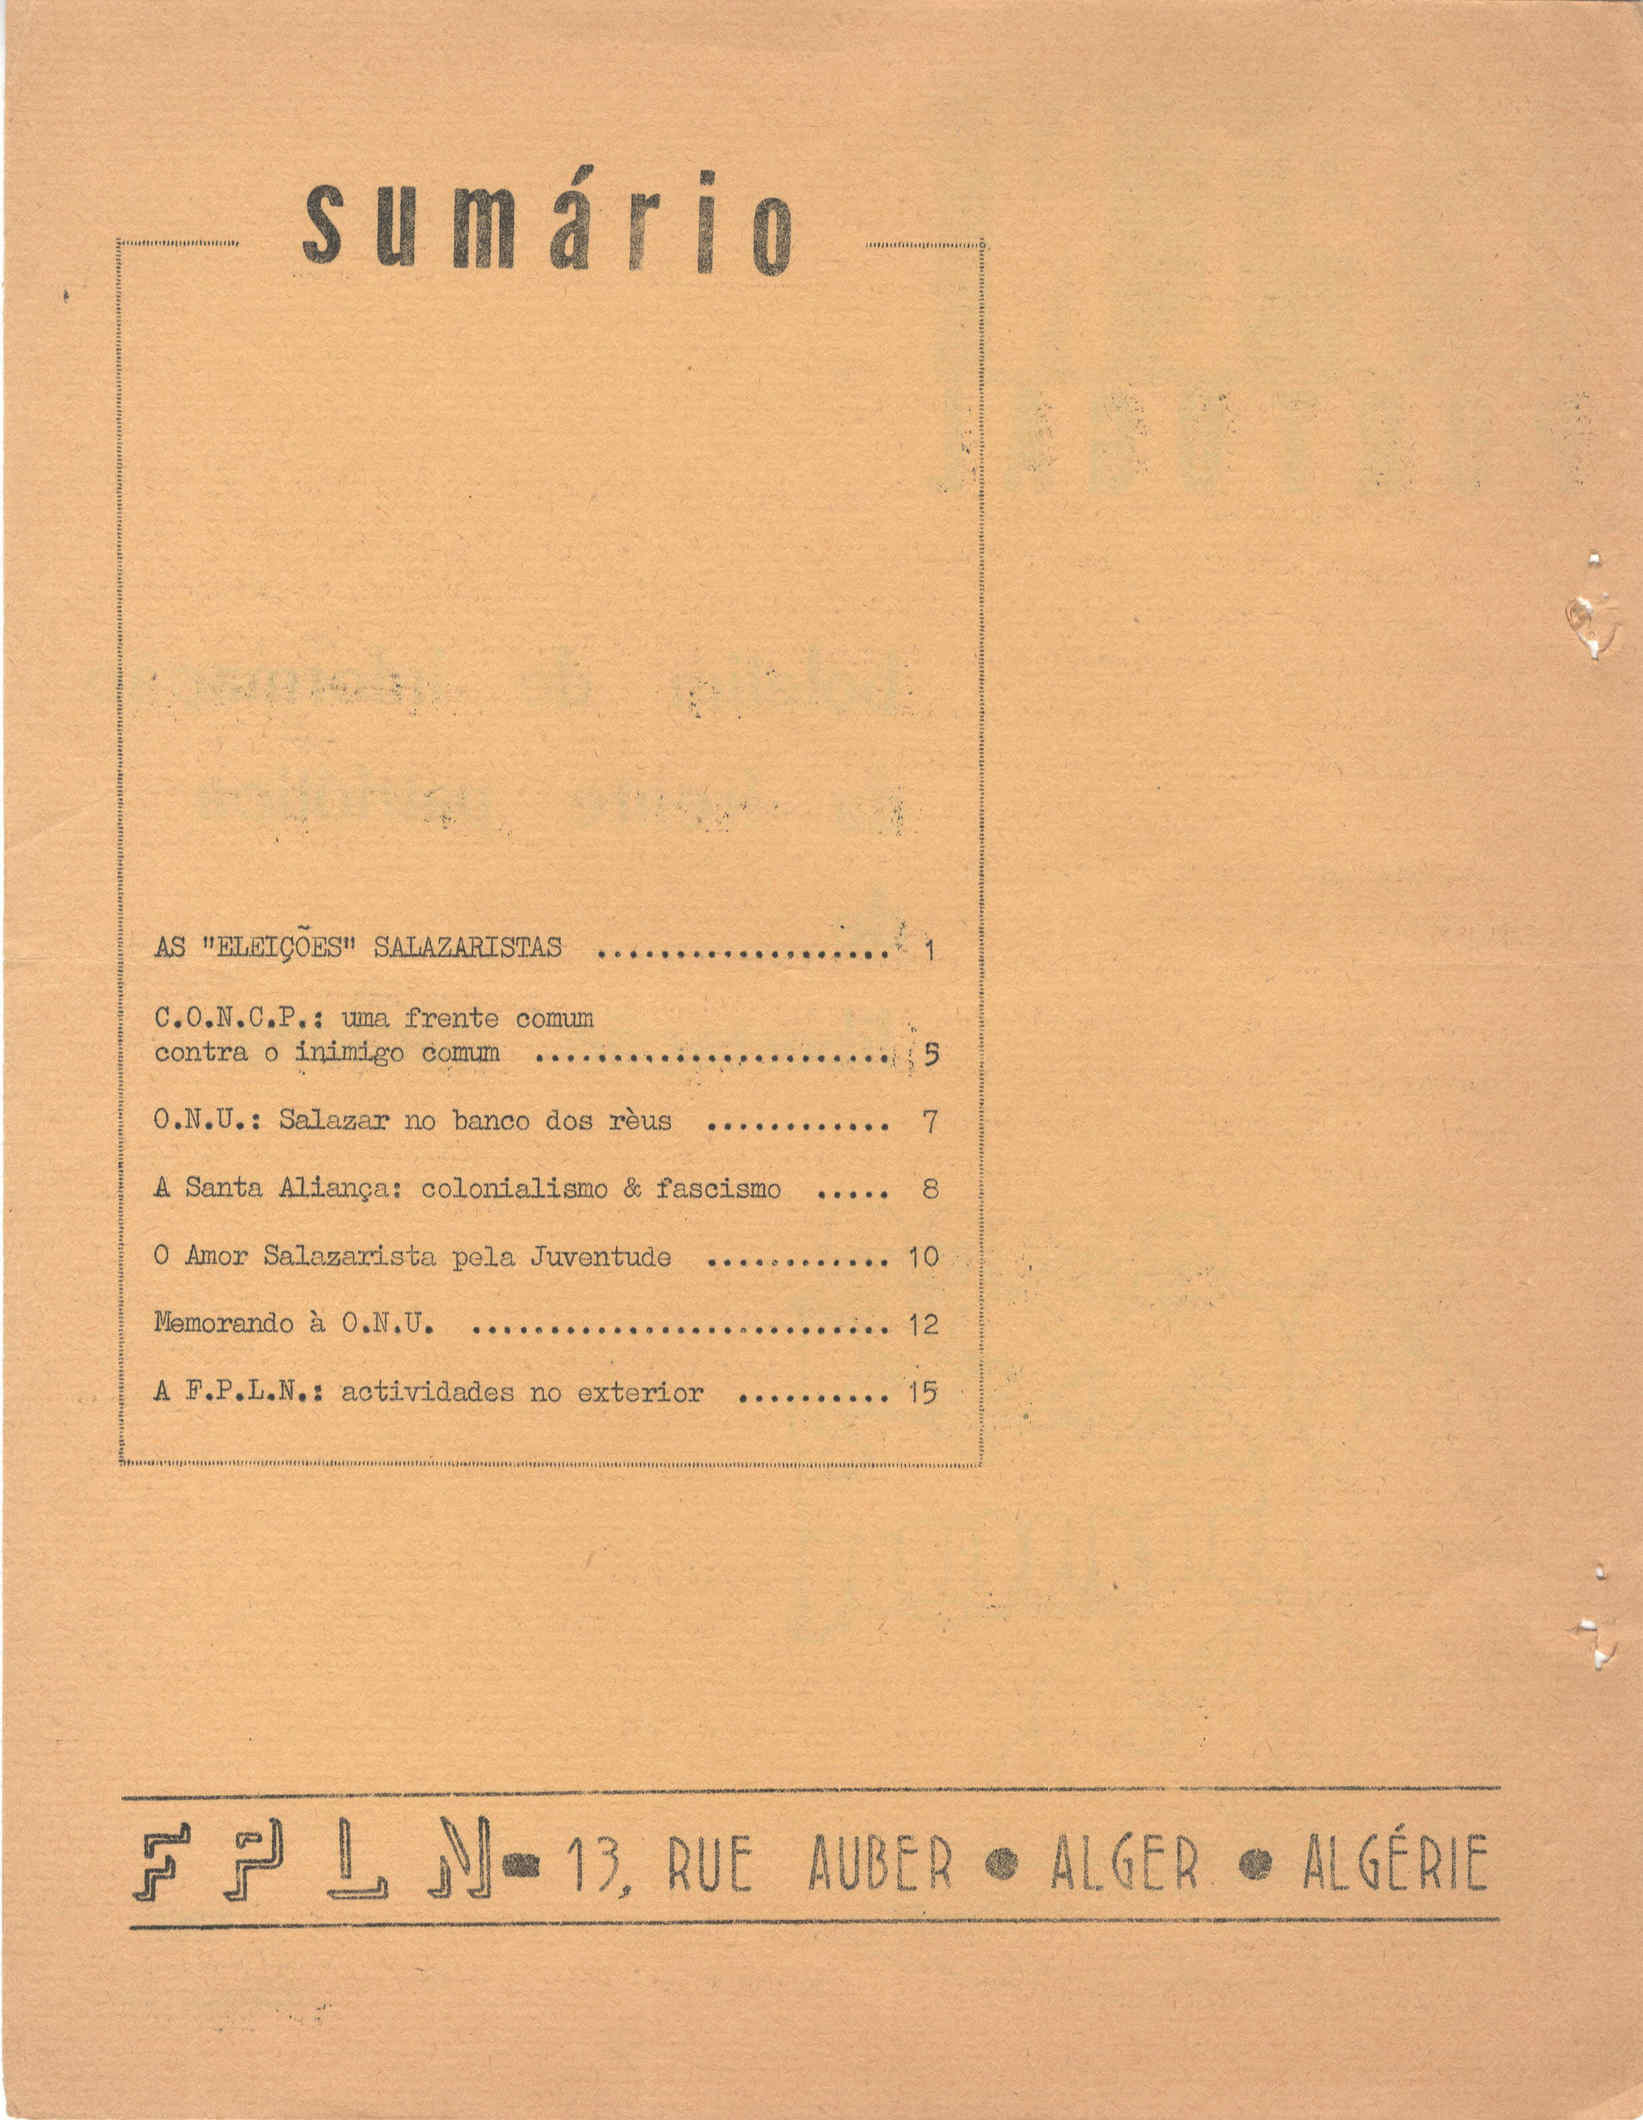 sumário
AS "ELEIÇÕES" SALAZARISTAS ................... 1
C.O.N.C.P.: uma frente comum
contra o inimigo comum ....................... 5
O.N.U.: Salazar no banco dos rèus ............ 7
A Santa Aliança: colonialismo & fascismo ..... 8
O Amor Salazarista pela Juventude ............ 10
Memorando à O.N.U. ........................... 12
A F.P.L.N.: actividades no exterior .......... 15
FPLN - 13, RUE AUBER ● ALGER ● ALGÉRIE